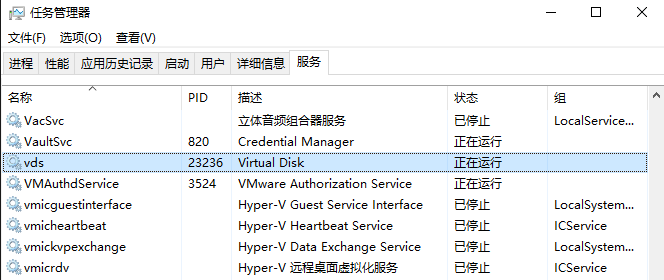 任务管理器
文件(F) 选项(O) 查看(V)
进程 性能 应用历史记录 启动 用户 详细信息 服务
名称 PID 描述 状态 组
VacSvc 立体音频组合器服务 已停止 LocalService...
VaultSvc 820 Credential Manager 正在运行
vds 23236 Virtual Disk 正在运行
VMAuthdService 3524 VMware Authorization Service 正在运行
vmicguestinterface Hyper-V Guest Service Interface 已停止 LocalSystem...
vmicheartbeat Hyper-V Heartbeat Service 已停止 ICService
vmickvpexchange Hyper-V Data Exchange Service 已停止 LocalSystem...
vmicrdv Hyper-V 远程桌面虚拟化服务 已停止 ICService